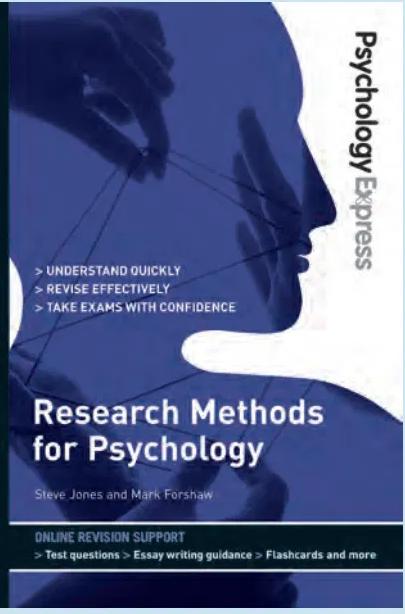 Psychology Express
> UNDERSTAND QUICKLY
> REVISE EFFECTIVELY
> TAKE EXAMS WITH CONFIDENCE
Research Methods
for Psychology
Steve Jones and Mark Forshaw
ONLINE REVISION SUPPORT
> Test questions > Essay writing guidance > Flashcards and more